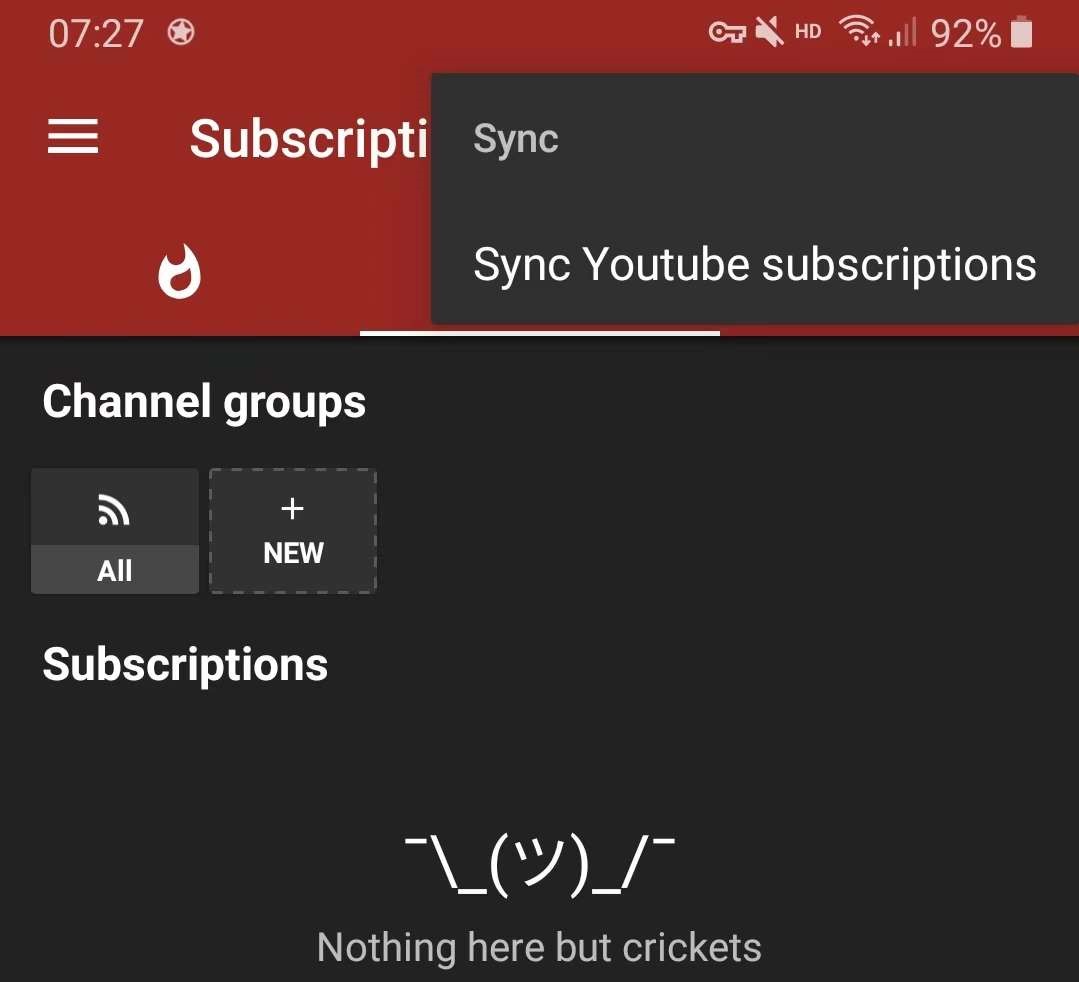 07:27 HD 92%
Subscripti
Sync
Sync Youtube subscriptions
Channel groups
All
+
NEW
Subscriptions
¯\_(ツ)_/¯
Nothing here but crickets